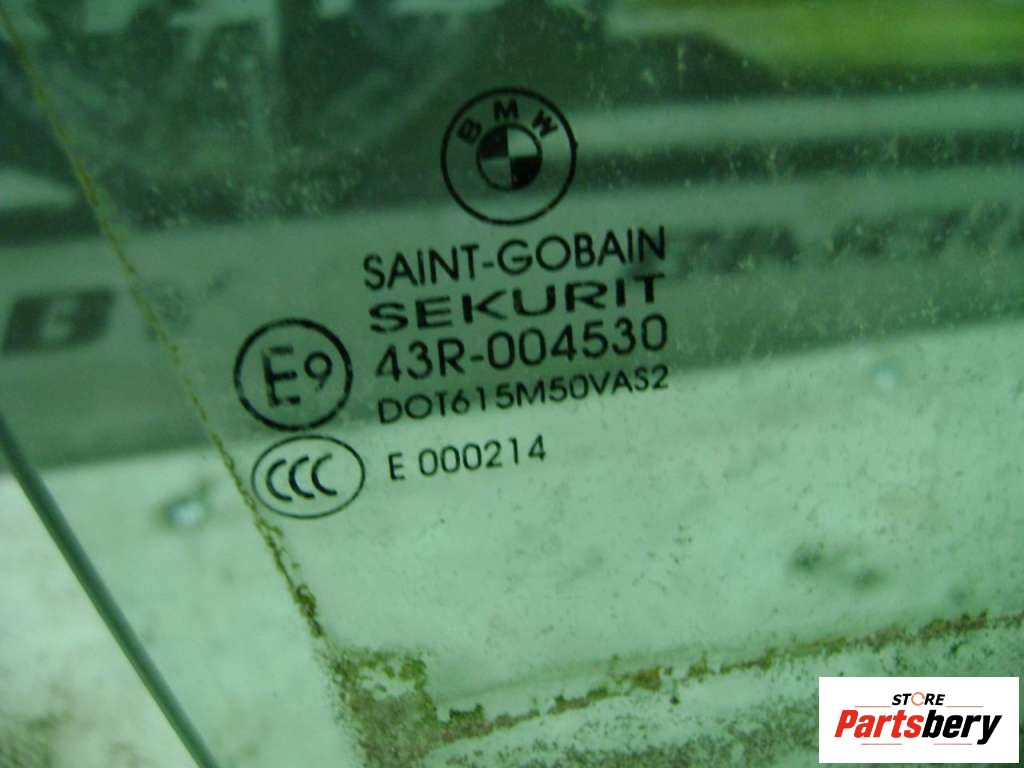 BMW
SAINT-GOBAIN
SEKURIT
E9 43R-004530
DOT615M50VAS2
CCC E 000214
STORE
Partsbery